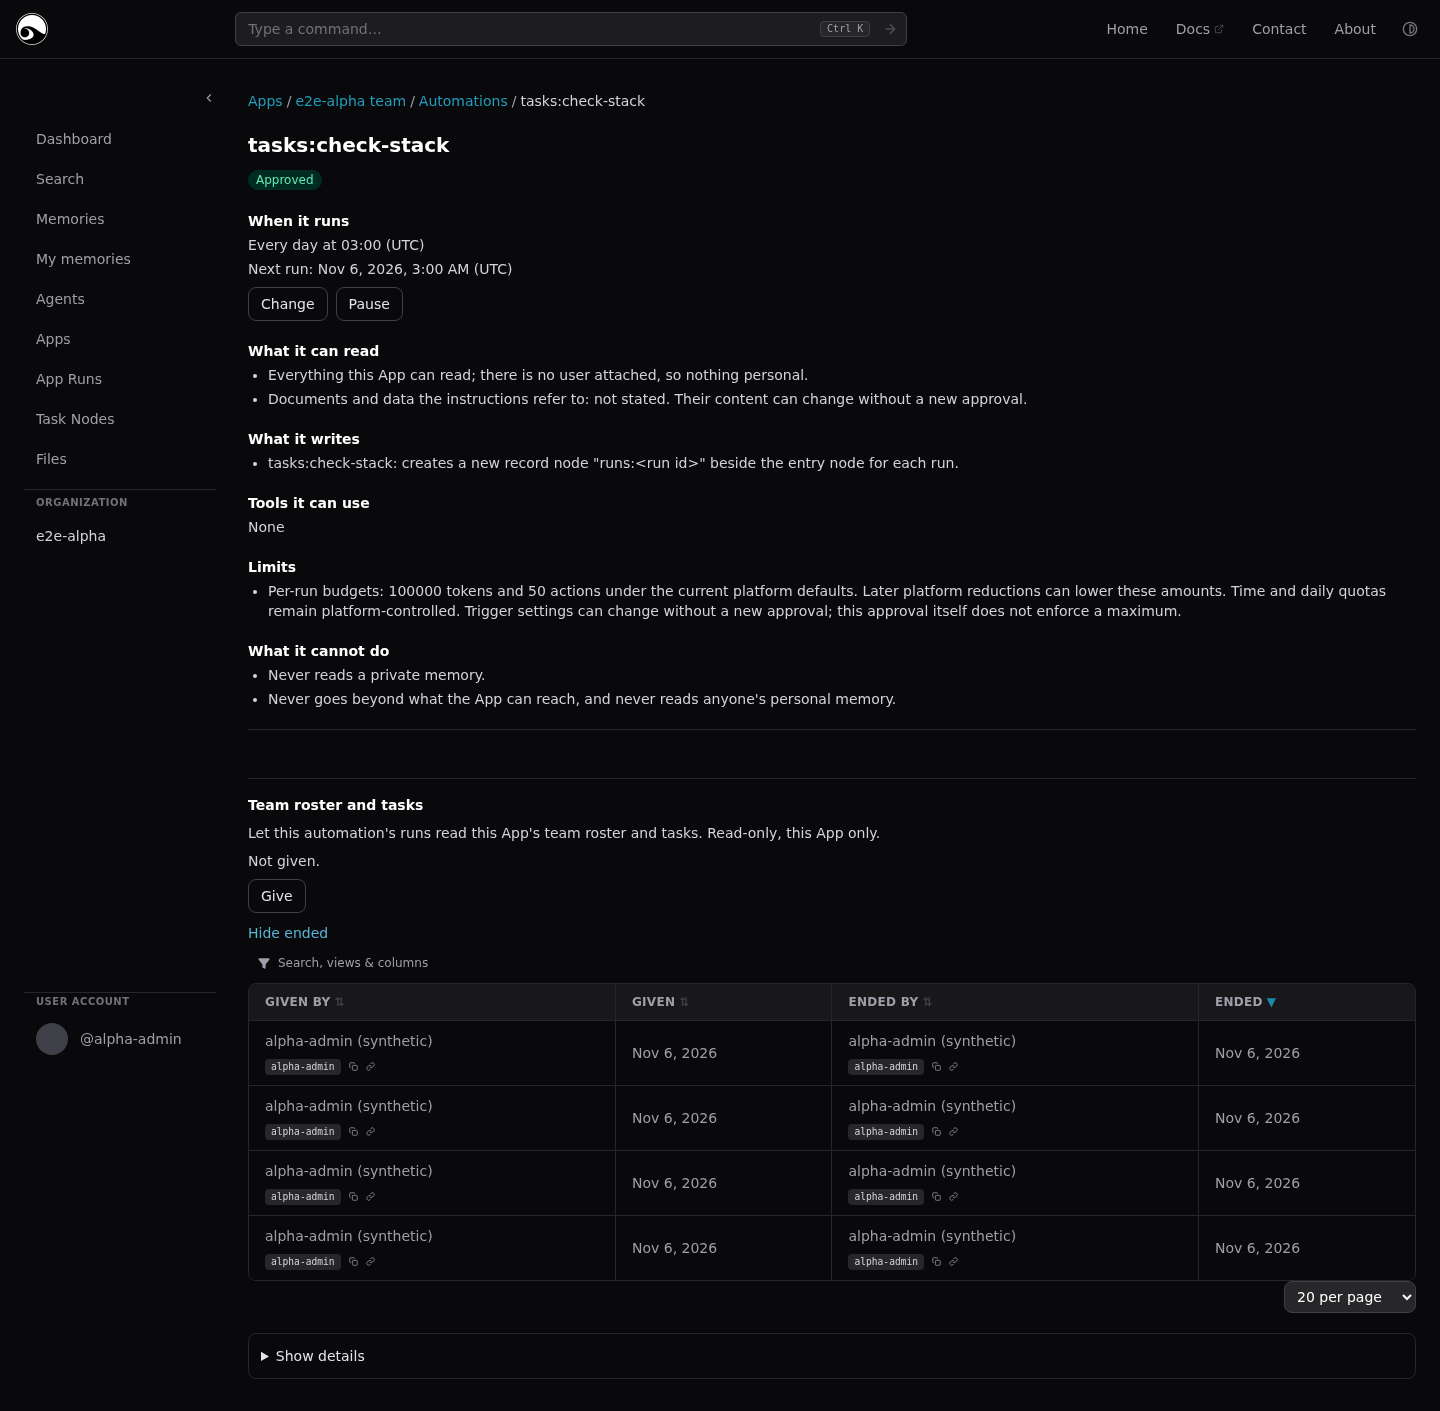 Type a command...
Ctrl K
Home
Docs
Contact
About
Dashboard
Search
Memories
My memories
Agents
Apps
App Runs
Task Nodes
Files
ORGANIZATION
e2e-alpha
USER ACCOUNT
@alpha-admin
Apps / e2e-alpha team / Automations / tasks:check-stack
tasks:check-stack
Approved
When it runs
Every day at 03:00 (UTC)
Next run: Nov 6, 2026, 3:00 AM (UTC)
Change
Pause
What it can read
• Everything this App can read; there is no user attached, so nothing personal.
• Documents and data the instructions refer to: not stated. Their content can change without a new approval.
What it writes
• tasks:check-stack: creates a new record node "runs:<run id>" beside the entry node for each run.
Tools it can use
None
Limits
• Per-run budgets: 100000 tokens and 50 actions under the current platform defaults. Later platform reductions can lower these amounts. Time and daily quotas
remain platform-controlled. Trigger settings can change without a new approval; this approval itself does not enforce a maximum.
What it cannot do
• Never reads a private memory.
• Never goes beyond what the App can reach, and never reads anyone's personal memory.
Team roster and tasks
Let this automation's runs read this App's team roster and tasks. Read-only, this App only.
Not given.
Give
Hide ended
Search, views & columns
GIVEN BY
GIVEN
ENDED BY
ENDED
alpha-admin (synthetic)
alpha-admin
Nov 6, 2026
alpha-admin (synthetic)
alpha-admin
Nov 6, 2026
alpha-admin (synthetic)
alpha-admin
Nov 6, 2026
alpha-admin (synthetic)
alpha-admin
Nov 6, 2026
alpha-admin (synthetic)
alpha-admin
Nov 6, 2026
alpha-admin (synthetic)
alpha-admin
Nov 6, 2026
alpha-admin (synthetic)
alpha-admin
Nov 6, 2026
alpha-admin (synthetic)
alpha-admin
Nov 6, 2026
20 per page
Show details